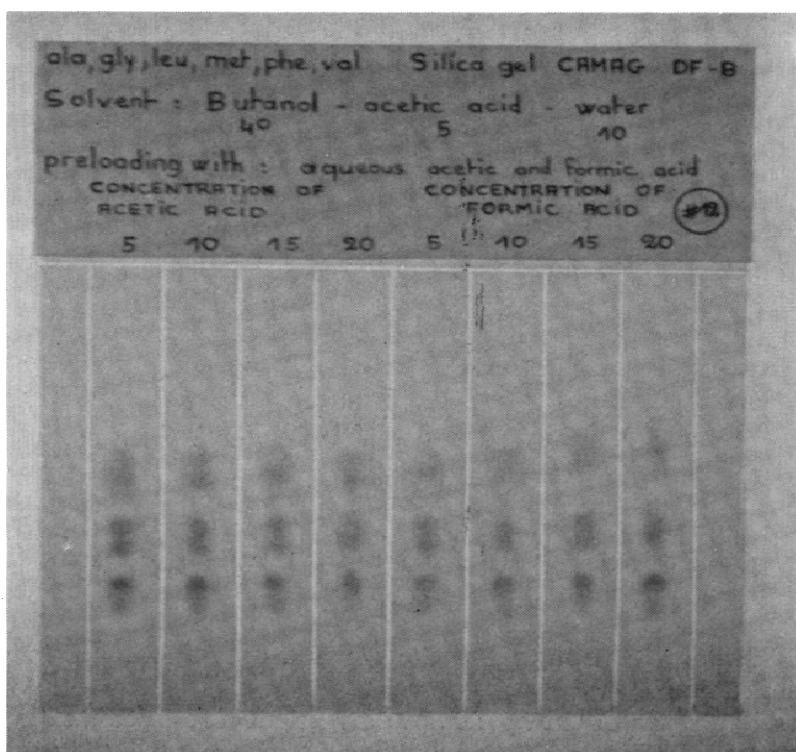 ala, gly, leu, met, phe, val Silica gel CAMAG DF-B
Solvent : Butanol - acetic acid - water
40 5 10
preloading with : aqueous acetic and formic acid
CONCENTRATION OF CONCENTRATION OF
ACETIC ACID FORMIC ACID #12
5 10 15 20 5 10 15 20